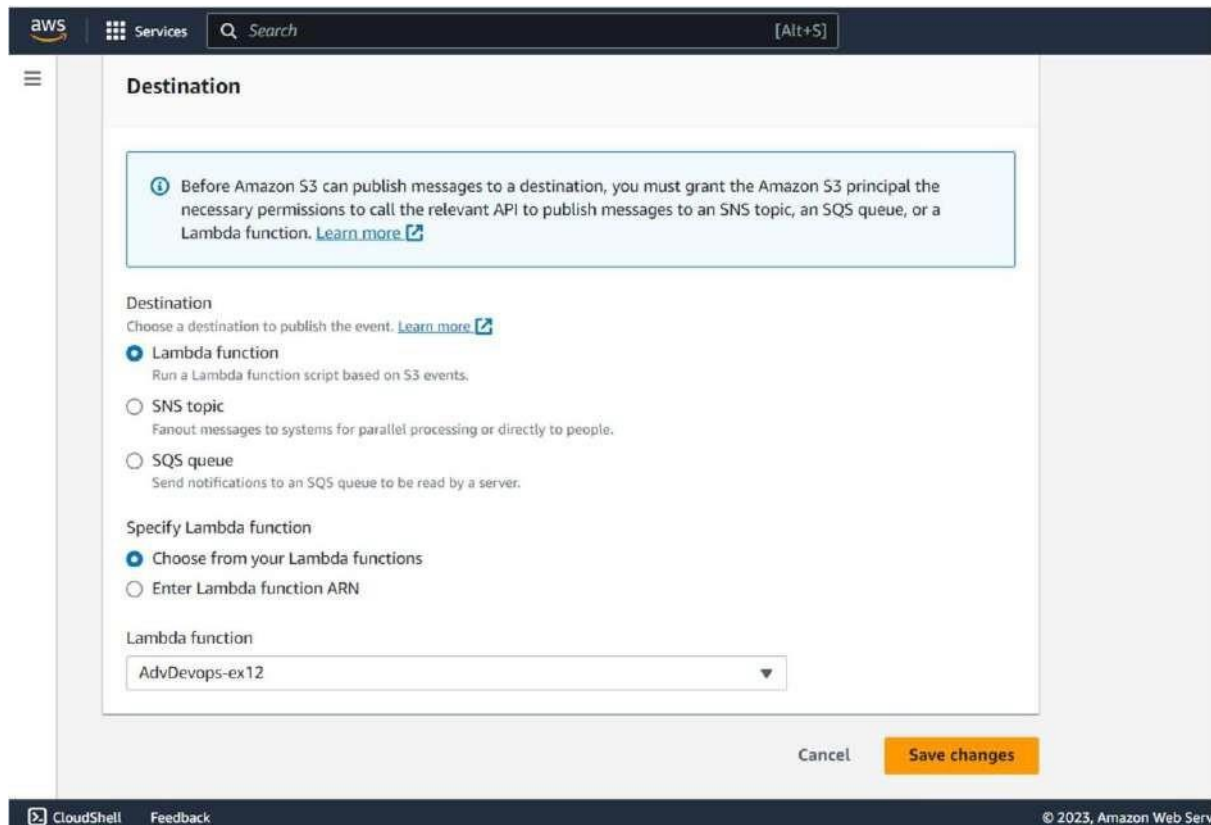 aws
Services
Search
[Alt+S]
Destination
Before Amazon S3 can publish messages to a destination, you must grant the Amazon S3 principal the
necessary permissions to call the relevant API to publish messages to an SNS topic, an SQS queue, or a
Lambda function. Learn more
Destination
Choose a destination to publish the event. Learn more
Lambda function
Run a Lambda function script based on S3 events.
SNS topic
Fanout messages to systems for parallel processing or directly to people.
SQS queue
Send notifications to an SQS queue to be read by a server.
Specify Lambda function
Choose from your Lambda functions
Enter Lambda function ARN
Lambda function
AdvDevops-ex12
Cancel
Save changes
CloudShell
Feedback
© 2023, Amazon Web Serv